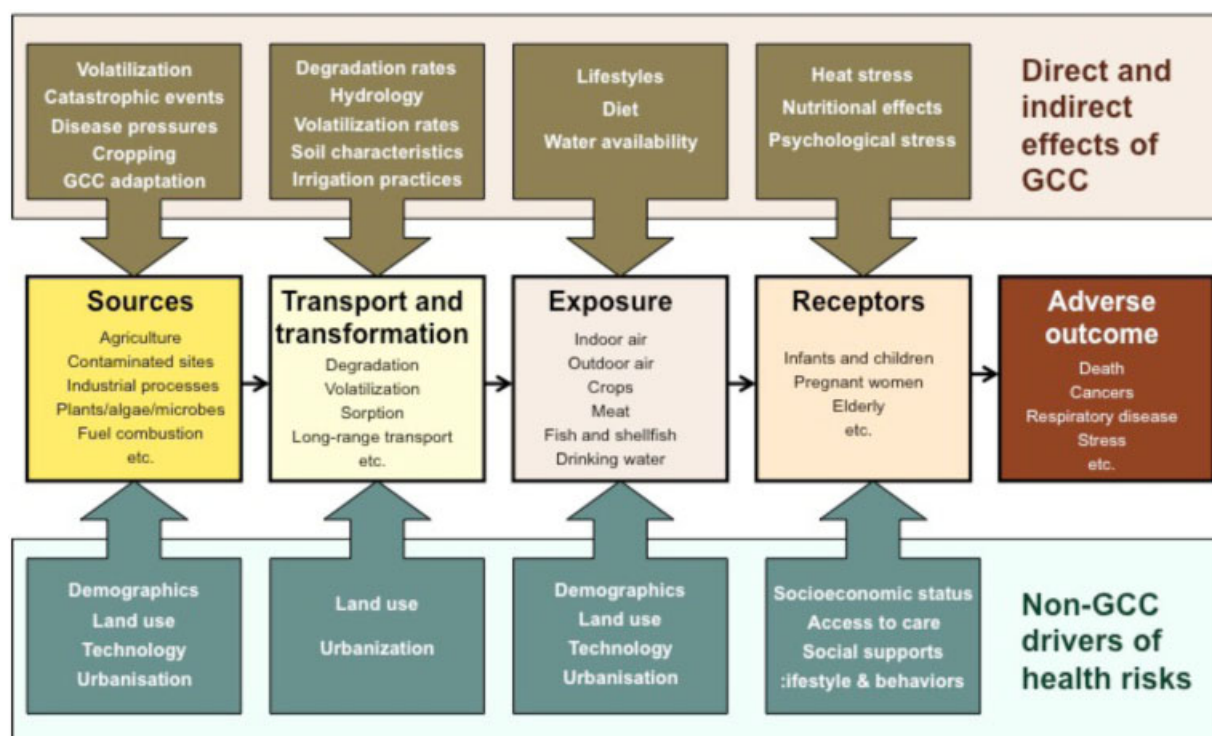 Volatilization
Catastrophic events
Disease pressures
Cropping
GCC adaptation
Degradation rates
Hydrology
Volatilization rates
Soil characteristics
Irrigation practices
Lifestyles
Diet
Water availability
Heat stress
Nutritional effects
Psychological stress
Direct and
indirect
effects of
GCC
Sources
Agriculture
Contaminated sites
Industrial processes
Plants/algae/microbes
Fuel combustion
etc.
Transport and
transformation
Degradation
Volatilization
Sorption
Long-range transport
etc.
Exposure
Indoor air
Outdoor air
Crops
Meat
Fish and shellfish
Drinking water
Receptors
Infants and children
Pregnant women
Elderly
etc.
Adverse
outcome
Death
Cancers
Respiratory disease
Stress
etc.
Demographics
Land use
Technology
Urbanisation
Land use
Urbanization
Demographics
Land use
Technology
Urbanisation
Socioeconomic status
Access to care
Social supports
:ifestyle & behaviors
Non-GCC
drivers of
health risks